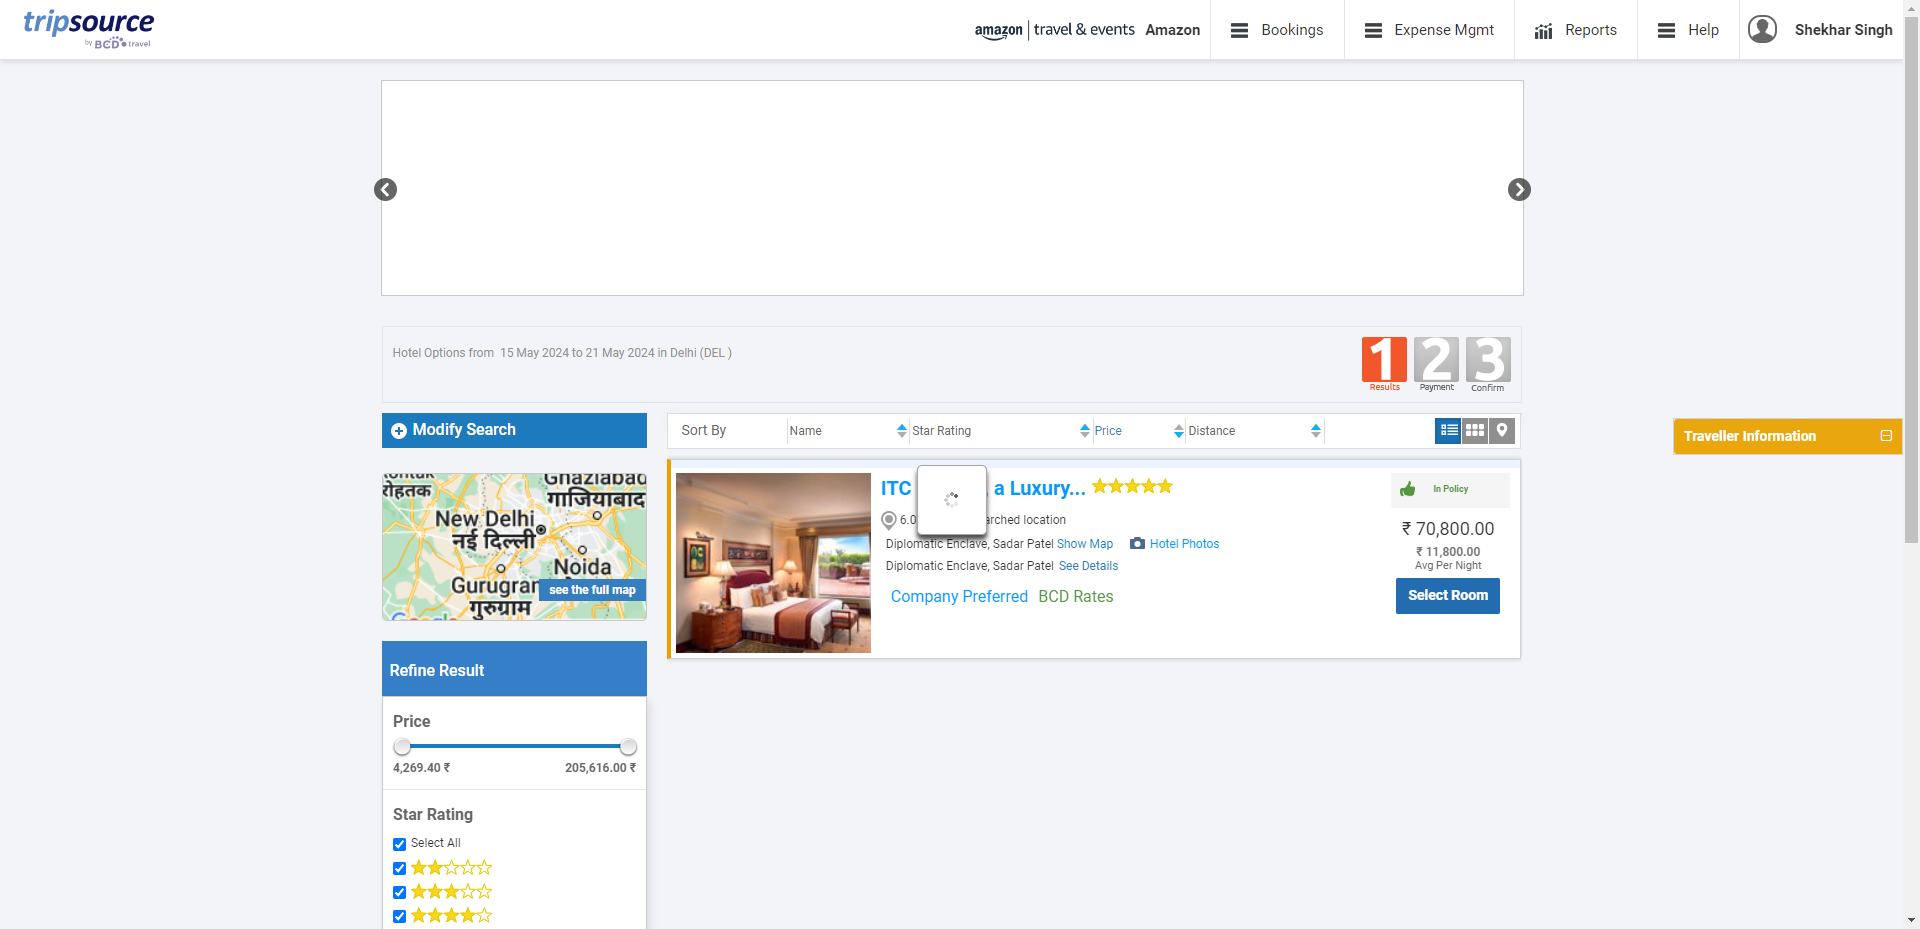 tripsource
by BCD travel
amazon | travel & events Amazon
Bookings
Expense Mgmt
Reports
Help
Shekhar Singh
Hotel Options from 15 May 2024 to 21 May 2024 in Delhi (DEL )
1 2 3
Results Payment Confirm
Modify Search
Sort By Name Star Rating Price Distance
Traveller Information
रोहतक
Ghaziabad
गाजियाबाद
New Delhi
नई दिल्ली
Noida
Gurugram
गुरुग्राम
see the full map
Google
ITC a Luxury...
In Policy
6.0 arched location
₹ 70,800.00
Diplomatic Enclave, Sadar Patel Show Map Hotel Photos
₹ 11,800.00
Avg Per Night
Diplomatic Enclave, Sadar Patel See Details
Company Preferred BCD Rates
Select Room
Refine Result
Price
4,269.40 ₹ 205,616.00 ₹
Star Rating
Select All